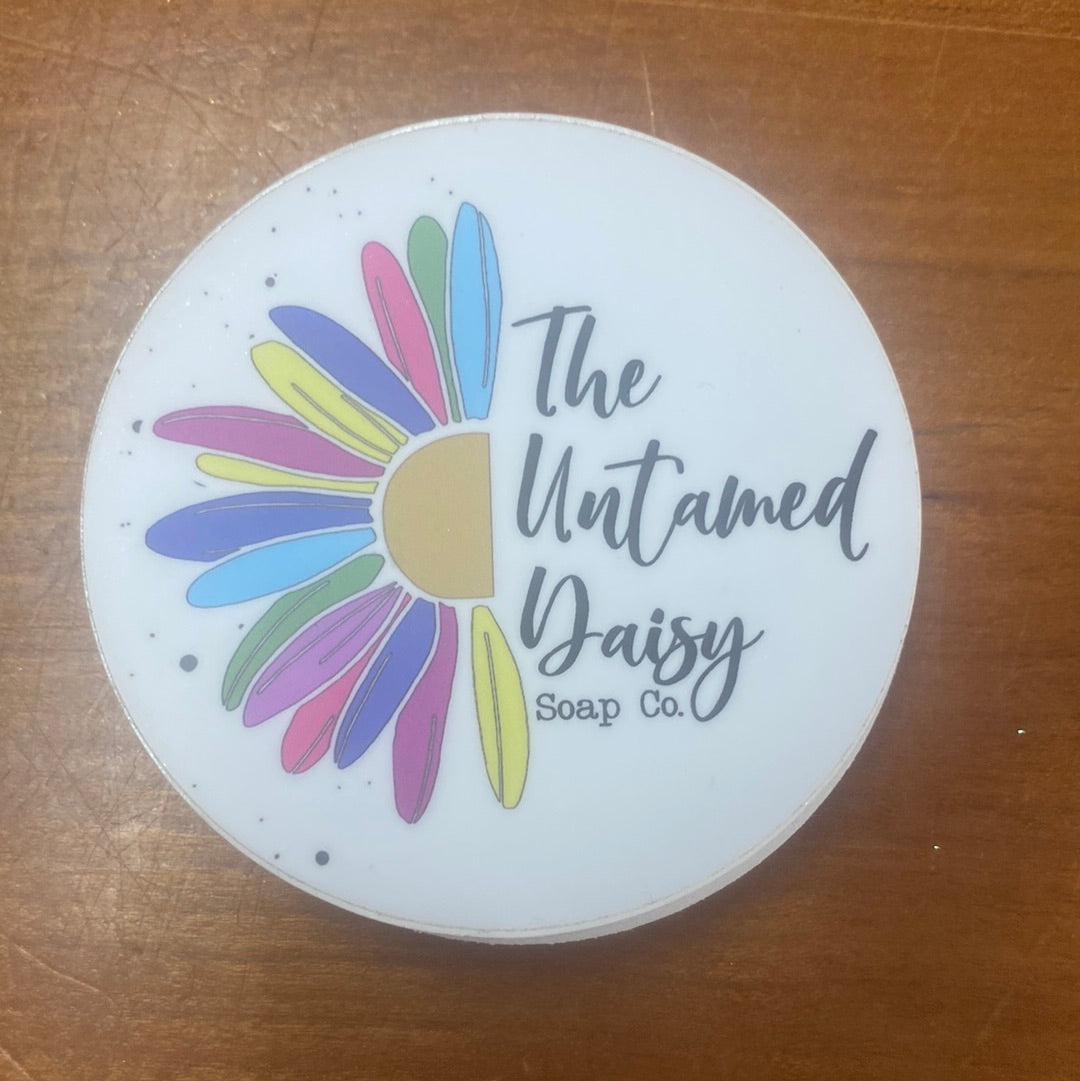 The
Untamed
Daisy
Soap Co.